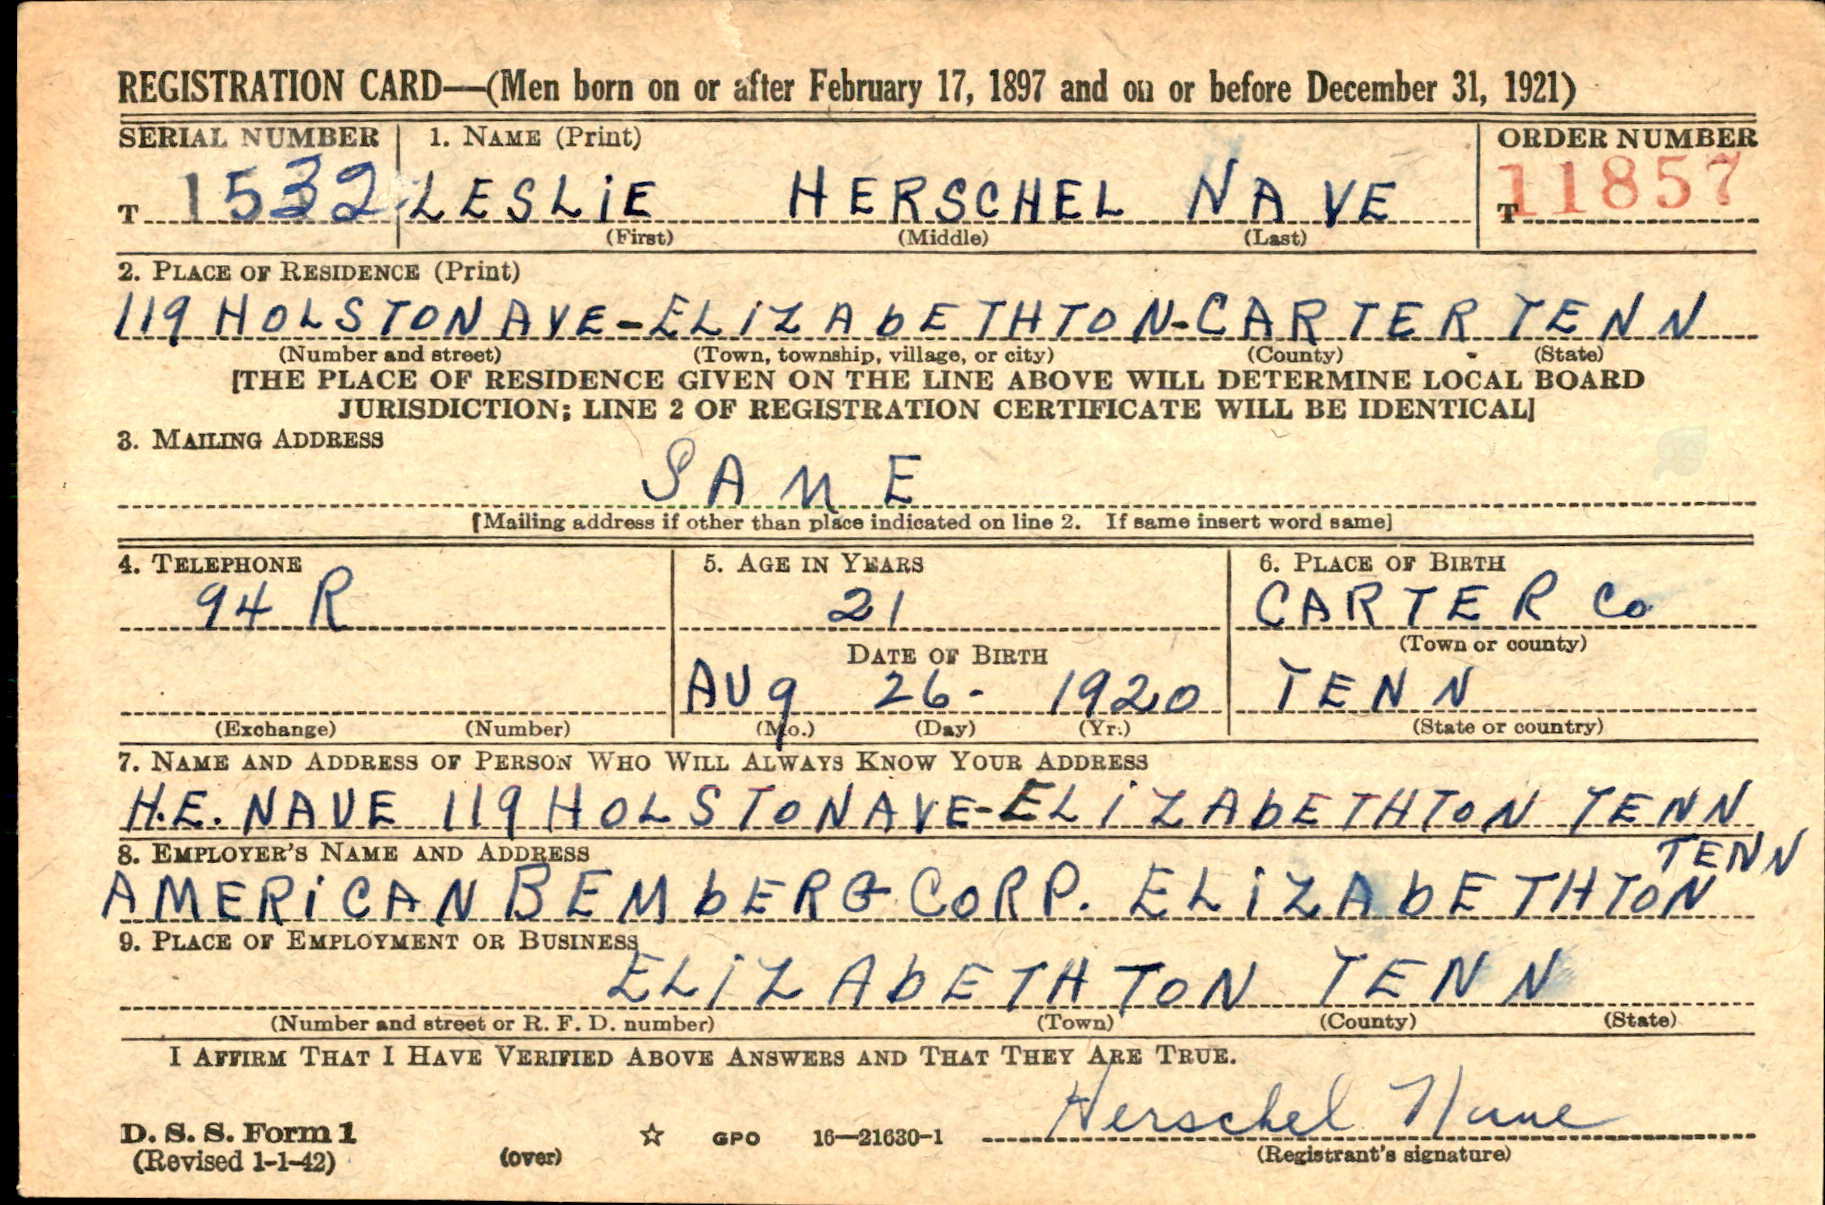 REGISTRATION CARD—(Men born on or after February 17, 1897 and on or before December 31, 1921)
SERIAL NUMBER 1. NAME (Print) ORDER NUMBER
T 1532 LESLiE HERSCHEL NAVE T 11857
(First) (Middle) (Last)
2. PLACE OF RESIDENCE (Print)
119 HOLSTON AVE-ELiZAbETHTON-CARTER TENN
(Number and street) (Town, township, village, or city) (County) (State)
[THE PLACE OF RESIDENCE GIVEN ON THE LINE ABOVE WILL DETERMINE LOCAL BOARD
JURISDICTION; LINE 2 OF REGISTRATION CERTIFICATE WILL BE IDENTICAL]
3. MAILING ADDRESS
SAME
[Mailing address if other than place indicated on line 2. If same insert word same]
4. TELEPHONE 5. AGE IN YEARS 6. PLACE OF BIRTH
94 R 21 CARTER Co
(Town or county)
DATE OF BIRTH
AUg 26- 1920 TENN
(Exchange) (Number) (Mo.) (Day) (Yr.) (State or country)
7. NAME AND ADDRESS OF PERSON WHO WILL ALWAYS KNOW YOUR ADDRESS
H.E. NAVE 119 HOLSTON AVE-ELiZAbETHTON TENN
8. EMPLOYER'S NAME AND ADDRESS
TENN
AMERiCAN BEMbERG CORP. ELiZAbETHTON
9. PLACE OF EMPLOYMENT OR BUSINESS
ELiZAbETHTON TENN
(Number and street or R. F. D. number) (Town) (County) (State)
I AFFIRM THAT I HAVE VERIFIED ABOVE ANSWERS AND THAT THEY ARE TRUE.
Herschel Nave
D. S. S. Form 1
(Revised 1-1-42) (over) ☆ GPO 16—21630-1 (Registrant's signature)